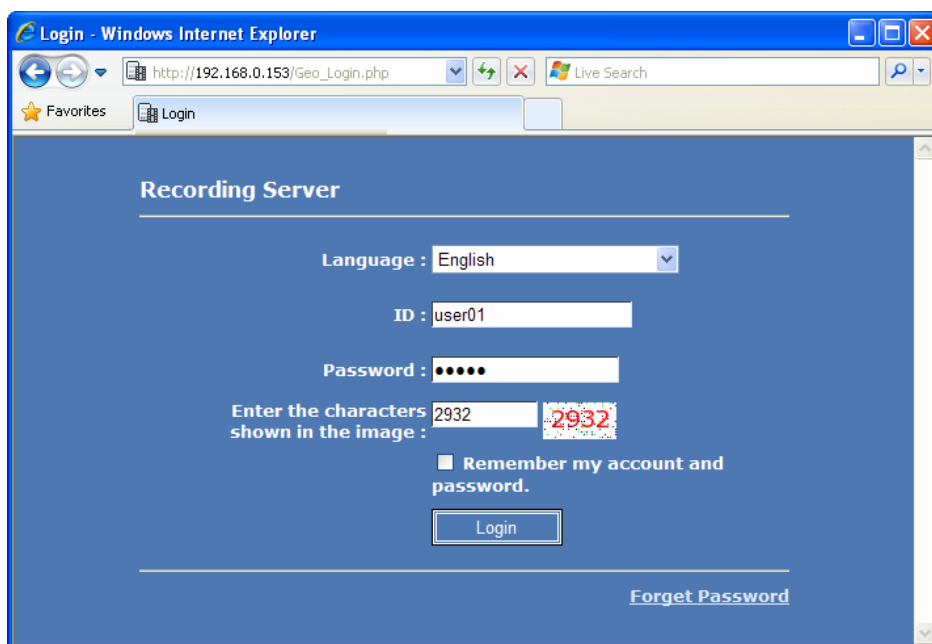 Login - Windows Internet Explorer
http://192.168.0.153/Geo_Login.php
Live Search
Favorites
Login
Recording Server
Language : English
ID : user01
Password : •••••
Enter the characters
shown in the image : 2932 2932
Remember my account and
password.
Login
Forget Password